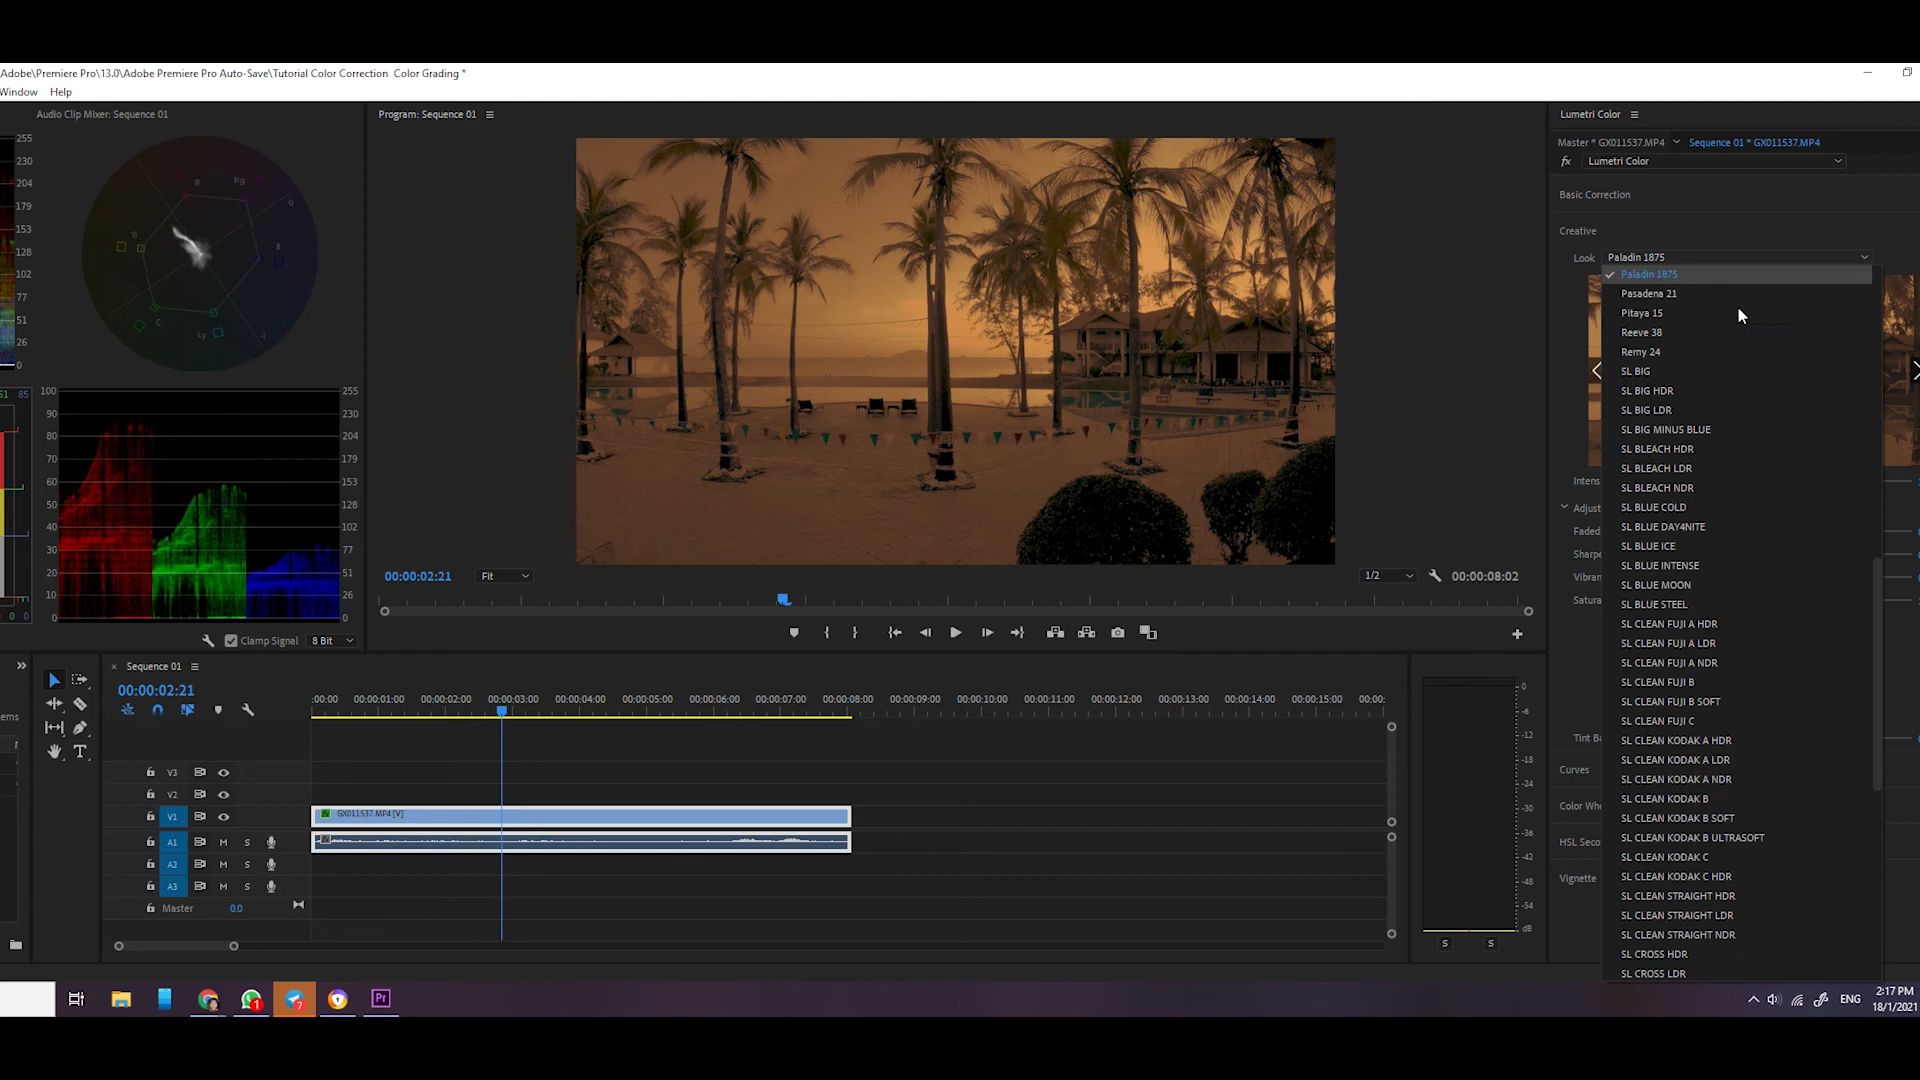 Adobe\Premiere Pro\13.0\Adobe Premiere Pro Auto-Save\Tutorial Color Correction  Color Grading *
Window Help
Audio Clip Mixer: Sequence 01
Program: Sequence 01
Lumetri Color
Master * GX011537.MP4
Sequence 01 * GX011537.MP4
fx Lumetri Color
Basic Correction
Creative
Look Paladin 1875
Paladin 1875
Pasadena 21
Pitaya 15
Reeve 38
Remy 24
SL BIG
SL BIG HDR
SL BIG LDR
SL BIG MINUS BLUE
SL BLEACH HDR
SL BLEACH LDR
SL BLEACH NDR
SL BLUE COLD
SL BLUE DAY4NITE
SL BLUE ICE
SL BLUE INTENSE
SL BLUE MOON
SL BLUE STEEL
SL CLEAN FUJI A HDR
SL CLEAN FUJI A LDR
SL CLEAN FUJI A NDR
SL CLEAN FUJI B
SL CLEAN FUJI B SOFT
SL CLEAN FUJI C
SL CLEAN KODAK A HDR
SL CLEAN KODAK A LDR
SL CLEAN KODAK A NDR
SL CLEAN KODAK B
SL CLEAN KODAK B SOFT
SL CLEAN KODAK B ULTRASOFT
SL CLEAN KODAK C
SL CLEAN KODAK C HDR
SL CLEAN STRAIGHT HDR
SL CLEAN STRAIGHT LDR
SL CLEAN STRAIGHT NDR
SL CROSS HDR
SL CROSS LDR
Intens
Adjust
Faded
Sharpe
Vibran
Satura
Tint Ba
Curves
Color Whe
HSL Seco
Vignette
255
230
204
179
153
128
102
77
51
26
0
R
Mg
B
C
100
90
80
70
60
50
40
30
20
10
0
255
230
204
179
153
128
102
77
51
26
0
Clamp Signal 8 Bit
00:00:02:21
Fit
1/2
00:00:08:02
Sequence 01
00:00:02:21
:00:00 00:00:01:00 00:00:02:00 00:00:03:00 00:00:04:00 00:00:05:00 00:00:06:00 00:00:07:00 00:00:08:00 00:00:09:00 00:00:10:00 00:00:11:00 00:00:12:00 00:00:13:00 00:00:14:00 00:00:15:00 00:00:
V3
V2
V1
GX011537.MP4 [V]
A1 M S
A2 M S
A3 M S
Master 0.0
0
-6
-12
-18
-24
-30
-36
-42
-48
-54
dB
S S
Pr
ENG
2:17 PM
18/1/2021